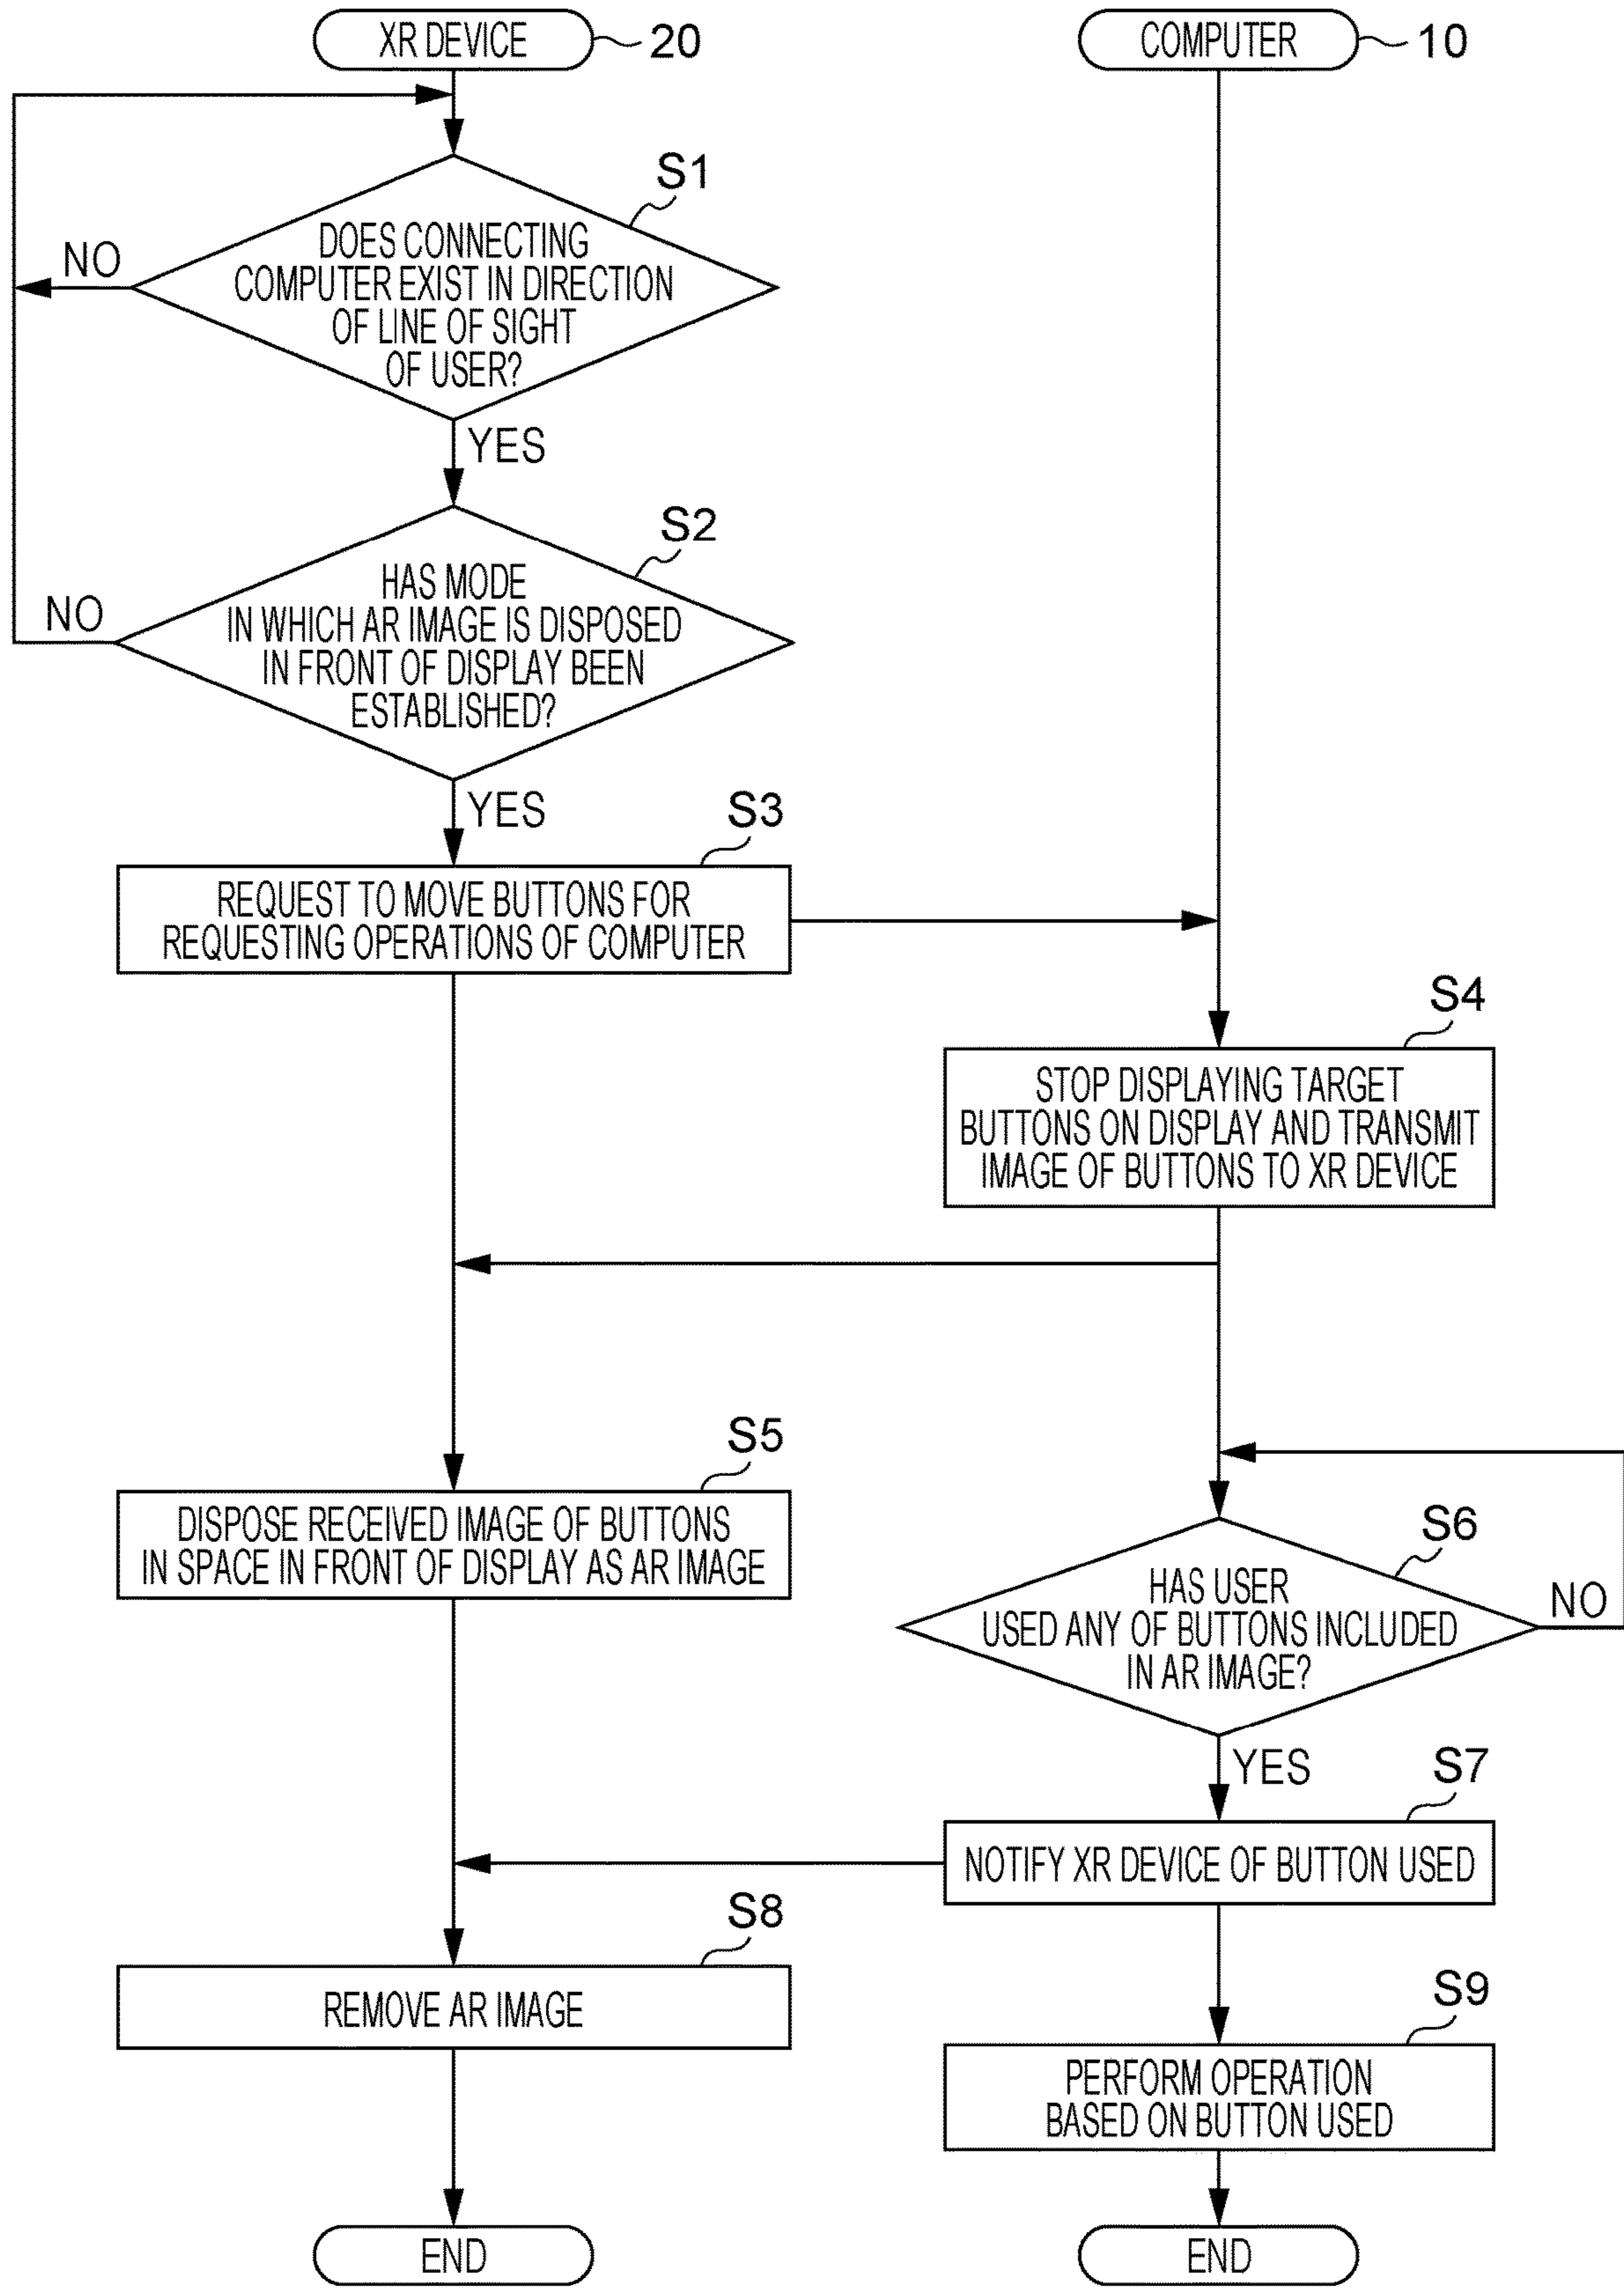 XR DEVICE
20
COMPUTER
10
S1
DOES CONNECTING
COMPUTER EXIST IN DIRECTION
OF LINE OF SIGHT
OF USER?
NO
YES
S2
HAS MODE
IN WHICH AR IMAGE IS DISPOSED
IN FRONT OF DISPLAY BEEN
ESTABLISHED?
NO
YES
S3
REQUEST TO MOVE BUTTONS FOR
REQUESTING OPERATIONS OF COMPUTER
S4
STOP DISPLAYING TARGET
BUTTONS ON DISPLAY AND TRANSMIT
IMAGE OF BUTTONS TO XR DEVICE
S5
DISPOSE RECEIVED IMAGE OF BUTTONS
IN SPACE IN FRONT OF DISPLAY AS AR IMAGE
S6
HAS USER
USED ANY OF BUTTONS INCLUDED
IN AR IMAGE?
NO
YES
S7
NOTIFY XR DEVICE OF BUTTON USED
S8
REMOVE AR IMAGE
S9
PERFORM OPERATION
BASED ON BUTTON USED
END
END